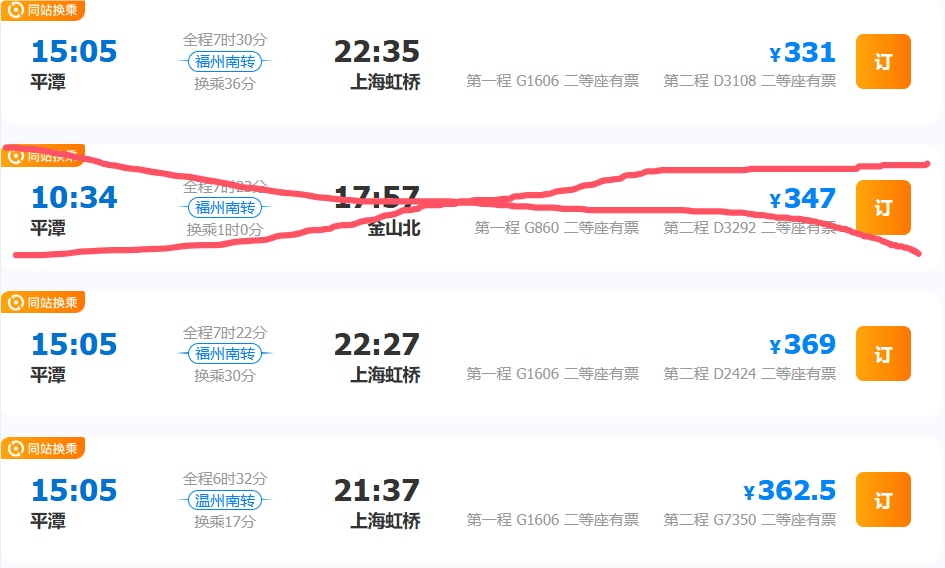 同站换乘
15:05 全程7时30分 22:35 ¥331
福州南转 订
平潭 换乘36分 上海虹桥 第一程 G1606 二等座有票 第二程 D3108 二等座有票
同站换乘
10:34 全程7时23分 17:57 ¥347
福州南转 订
平潭 换乘1时0分 金山北 第一程 G860 二等座有票 第二程 D3292 二等座有票
同站换乘
15:05 全程7时22分 22:27 ¥369
福州南转 订
平潭 换乘30分 上海虹桥 第一程 G1606 二等座有票 第二程 D2424 二等座有票
同站换乘
15:05 全程6时32分 21:37 ¥362.5
温州南转 订
平潭 换乘17分 上海虹桥 第一程 G1606 二等座有票 第二程 G7350 二等座有票